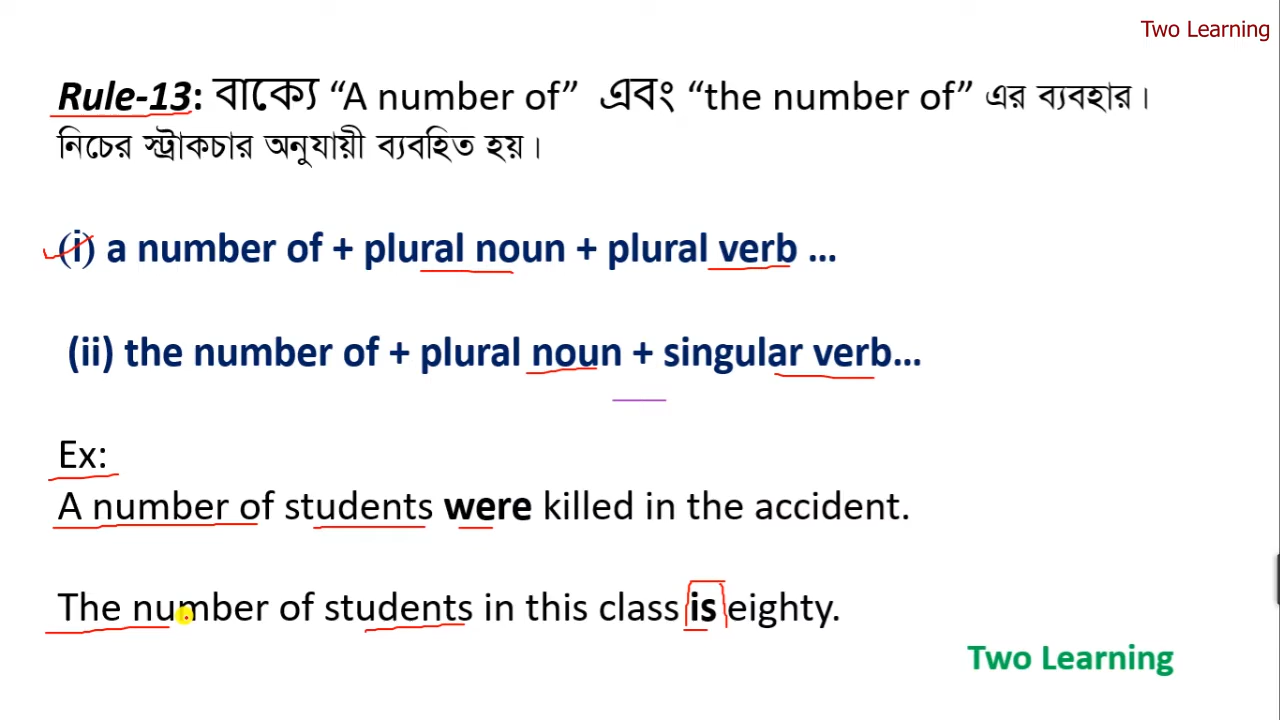 Two Learning
Rule-13: বাক্যে “A number of” এবং “the number of” এর ব্যবহার।
নিচের স্ট্রাকচার অনুযায়ী ব্যবহিত হয়।
(i) a number of + plural noun + plural verb ...
(ii) the number of + plural noun + singular verb...
Ex:
A number of students were killed in the accident.
The number of students in this class is eighty.
Two Learning